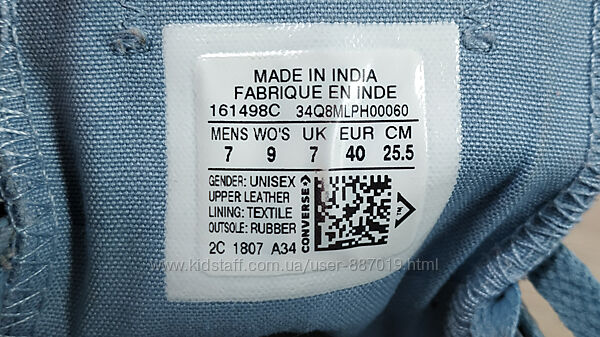 MADE IN INDIA
FABRIQUE EN INDE
161498C 34Q8MLPH00060
MENS WO'S UK EUR CM
7 9 7 40 25.5
GENDER: UNISEX
UPPER LEATHER
LINING: TEXTILE
OUTSOLE: RUBBER
2C 1807 A34
CONVERSE
www.kidstaff.com.ua/user-887019.html